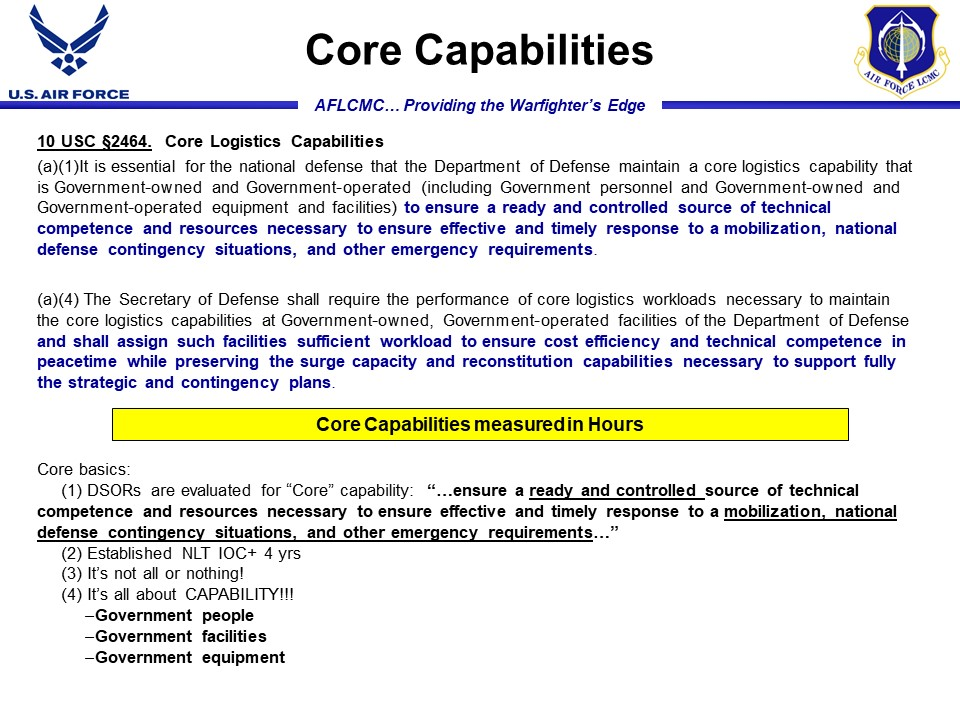 Core Capabilities
U.S. AIR FORCE
AIR FORCE LCMC
AFLCMC… Providing the Warfighter's Edge
10 USC §2464. Core Logistics Capabilities
(a)(1)It is essential for the national defense that the Department of Defense maintain a core logistics capability that
is Government-owned and Government-operated (including Government personnel and Government-owned and
Government-operated equipment and facilities) to ensure a ready and controlled source of technical
competence and resources necessary to ensure effective and timely response to a mobilization, national
defense contingency situations, and other emergency requirements.
(a)(4) The Secretary of Defense shall require the performance of core logistics workloads necessary to maintain
the core logistics capabilities at Government-owned, Government-operated facilities of the Department of Defense
and shall assign such facilities sufficient workload to ensure cost efficiency and technical competence in
peacetime while preserving the surge capacity and reconstitution capabilities necessary to support fully
the strategic and contingency plans.
Core Capabilities measured in Hours
Core basics:
(1) DSORs are evaluated for “Core” capability: “…ensure a ready and controlled source of technical
competence and resources necessary to ensure effective and timely response to a mobilization, national
defense contingency situations, and other emergency requirements…”
(2) Established NLT IOC+ 4 yrs
(3) It’s not all or nothing!
(4) It’s all about CAPABILITY!!!
–Government people
–Government facilities
–Government equipment